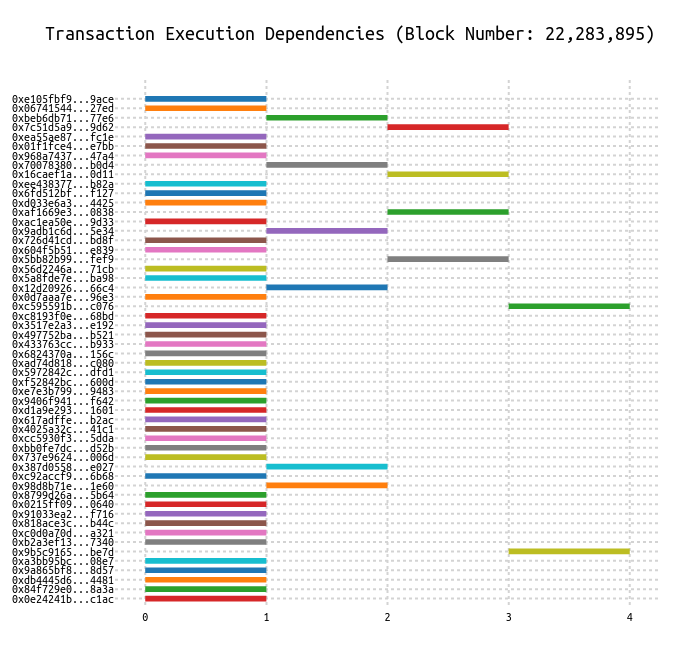 Transaction Execution Dependencies (Block Number: 22,283,895)
0xe105fbf9...9ace
0x06741544...27ed
0xbeb6db71...77e6
0x7c51d5a9...9d62
0xea55ae87...fc1e
0x01f1fce4...e7bb
0x968a7437...47a4
0x70078380...b0d4
0x16caef1a...0d11
0xee438377...b82a
0x6fd512bf...f127
0xd033e6a3...4425
0xaf1669e3...0838
0xac1ea50e...9d33
0x9adb1c6d...5e34
0x726d41cd...bd8f
0x604f5b51...e839
0x5bb82b99...fef9
0x56d2246a...71cb
0x5a8fde7e...ba98
0x12d20926...66c4
0x0d7aaa7e...96e3
0xc595591b...c076
0xc8193f0e...68bd
0x3517e2a3...e192
0x497752ba...b521
0x433763cc...b933
0x6824370a...156c
0xad74d818...c080
0x5972842c...dfd1
0xf52842bc...600d
0xe7e3b799...9483
0x9406f941...f642
0xd1a9e293...1601
0x617adffe...b2ac
0x4025a32c...41c1
0xcc5930f3...5dda
0xbb0fe7dc...d52b
0x737e9624...006d
0x387d0558...e027
0xc92accf9...6b68
0x98d8b71e...1e60
0x8799d26a...5b64
0x0215ff09...0640
0x91033ea2...f716
0x818ace3c...b44c
0xc0d0a70d...a321
0xb2a3ef13...7340
0x9b5c9165...be7d
0xa3bb95bc...08e7
0x9a865bf8...8d57
0xdb4445d6...4481
0x84f729e0...8a3a
0x0e24241b...c1ac
0 1 2 3 4